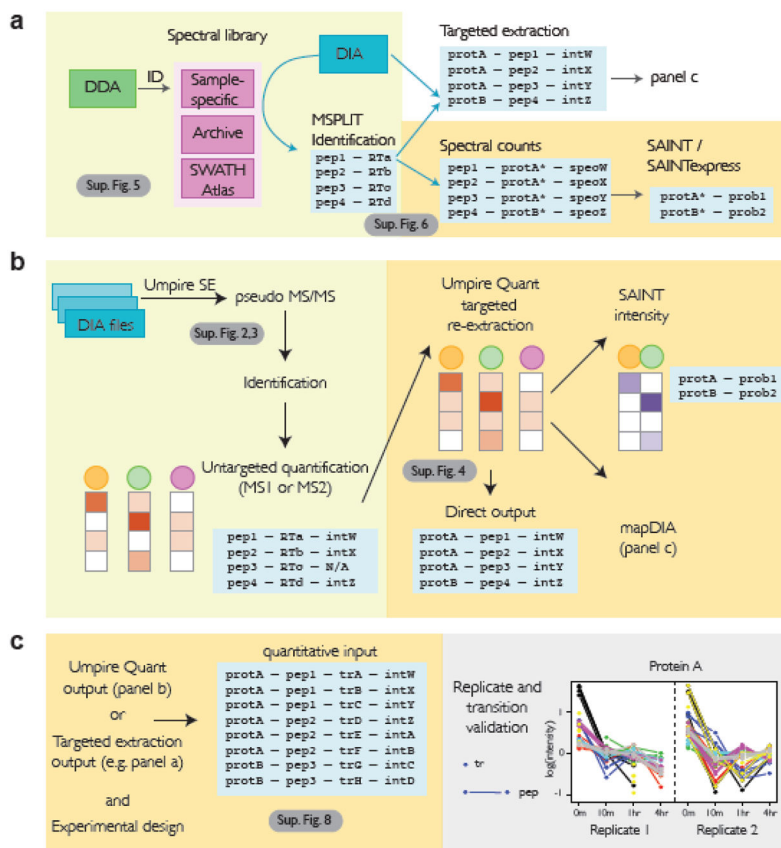 a
Spectral library
DDA
ID
Sample-
specific
Archive
SWATH
Atlas
Sup. Fig. 5
DIA
MSPLIT
Identification
pep1 – RTa
pep2 – RTb
pep3 – RTc
pep4 – RTd
Sup. Fig. 6
Targeted extraction
protA – pep1 – intW
protA – pep2 – intX
protA – pep3 – intY
protB – pep4 – intZ
panel c
Spectral counts
pep1 – protA* – specW
pep2 – protA* – specX
pep3 – protA* – specY
pep4 – protB* – specZ
SAINT /
SAINTexpress
protA* – prob1
protB* – prob2
b
DIA files
Umpire SE
pseudo MS/MS
Sup. Fig. 2,3
Identification
Untargeted quantification
(MS1 or MS2)
pep1 – RTa – intW
pep2 – RTb – intX
pep3 – RTc – N/A
pep4 – RTd – intZ
Umpire Quant
targeted
re-extraction
Sup. Fig. 4
Direct output
protA – pep1 – intW
protA – pep2 – intX
protA – pep3 – intY
protB – pep4 – intZ
SAINT
intensity
protA – prob1
protB – prob2
mapDIA
(panel c)
c
Umpire Quant
output (panel b)
or
Targeted extraction
output (e.g. panel a)
and
Experimental design
quantitative input
protA – pep1 – trA – intW
protA – pep1 – trB – intX
protA – pep1 – trC – intY
protA – pep2 – trD – intZ
protA – pep2 – trE – intA
protA – pep2 – trF – intB
protB – pep3 – trG – intC
protB – pep3 – trH – intD
Sup. Fig. 8
Replicate and
transition
validation
tr
pep
Protein A
log(intensity)
1
0
-1
0m 10m 1hr 4hr 0m 10m 1hr 4hr
Replicate 1 Replicate 2